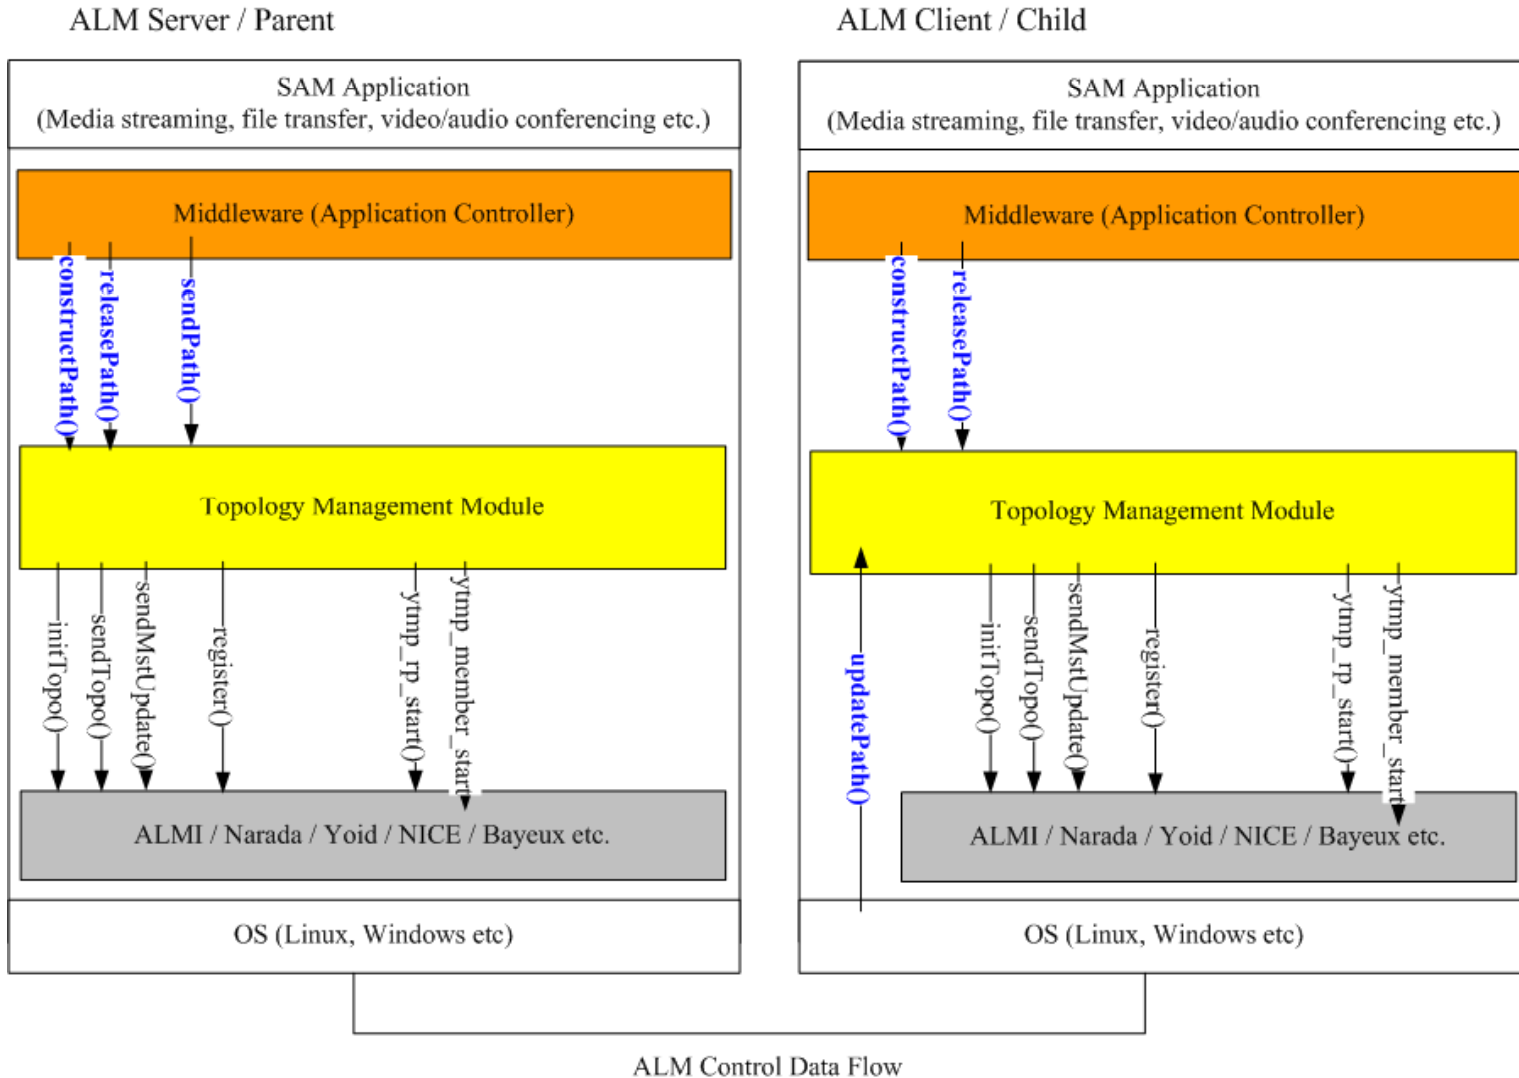 ALM Server / Parent
ALM Client / Child
SAM Application
(Media streaming, file transfer, video/audio conferencing etc.)
Middleware (Application Controller)
constructPath()
releasePath()
sendPath()
Topology Management Module
initTopo()
sendTopo()
sendMstUpdate()
register()
ytmp_rp_start()
ytmp_member_start
ALMI / Narada / Yoid / NICE / Bayeux etc.
OS (Linux, Windows etc)
SAM Application
(Media streaming, file transfer, video/audio conferencing etc.)
Middleware (Application Controller)
constructPath()
releasePath()
Topology Management Module
updatePath()
initTopo()
sendTopo()
sendMstUpdate()
register()
ytmp_rp_start()
ytmp_member_start
ALMI / Narada / Yoid / NICE / Bayeux etc.
OS (Linux, Windows etc)
ALM Control Data Flow